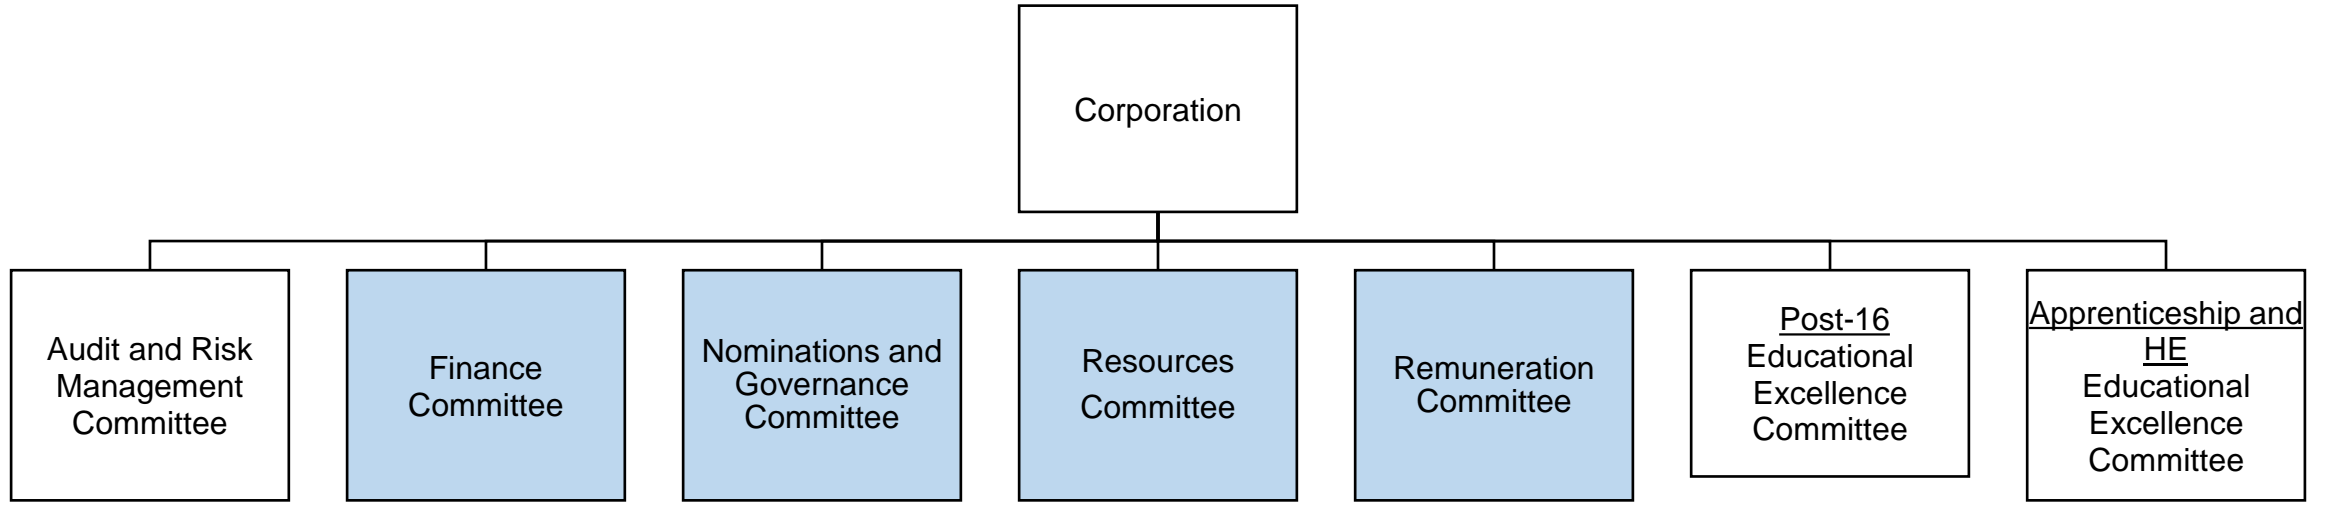 Corporation
Audit and Risk
Management
Committee
Finance
Committee
Nominations and
Governance
Committee
Resources
Committee
Remuneration
Committee
Post-16
Educational
Excellence
Committee
Apprenticeship and
HE
Educational
Excellence
Committee